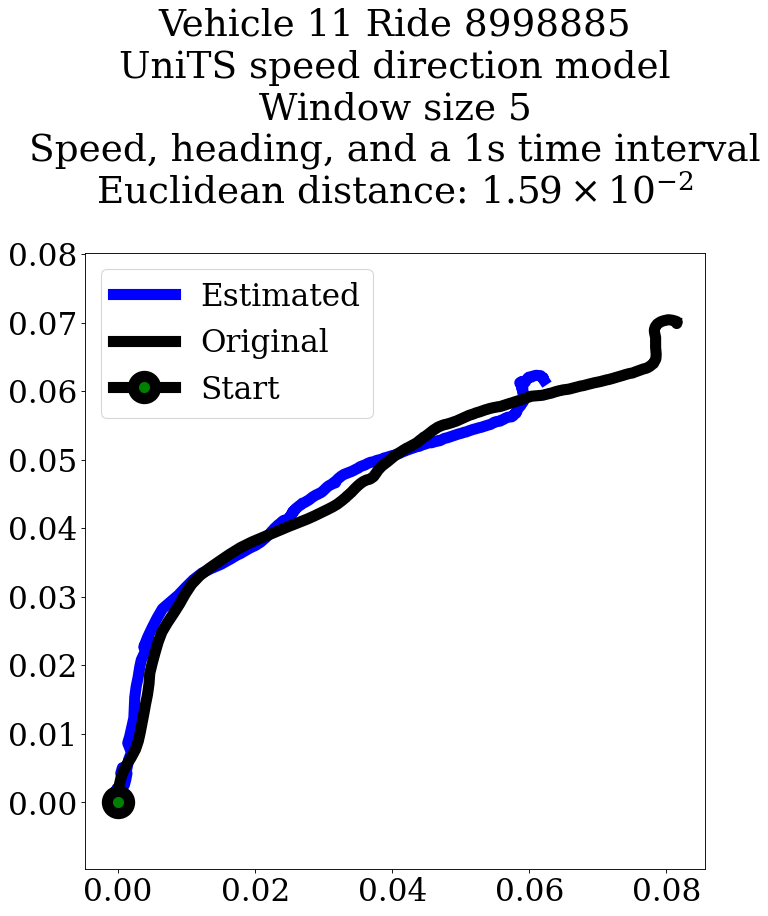 Vehicle 11 Ride 8998885
UniTS speed direction model
Window size 5
Speed, heading, and a 1s time interval
Euclidean distance: 1.59 × 10⁻²
0.08
0.07
0.06
0.05
0.04
0.03
0.02
0.01
0.00
Estimated
Original
Start
0.00 0.02 0.04 0.06 0.08